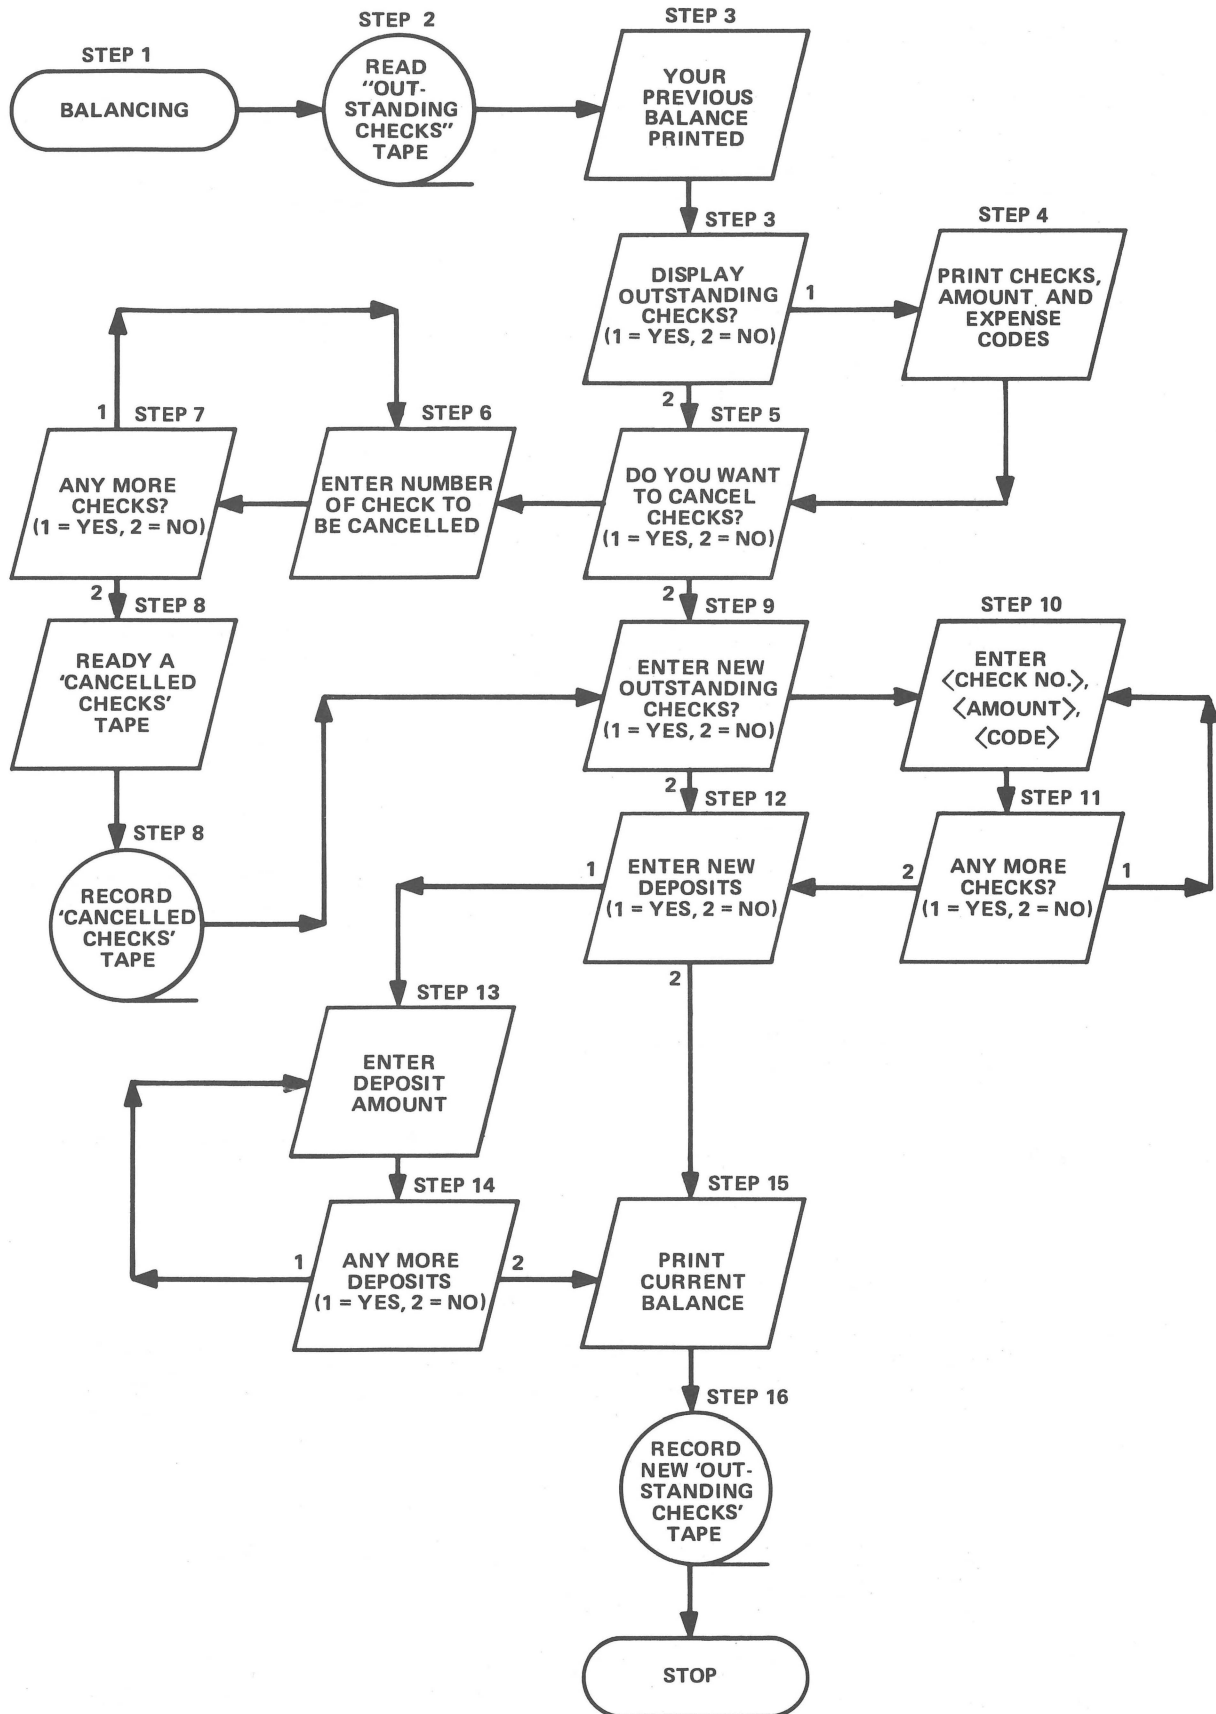 STEP 1
BALANCING
STEP 2
READ
"OUT-
STANDING
CHECKS"
TAPE
STEP 3
YOUR
PREVIOUS
BALANCE
PRINTED
STEP 3
DISPLAY
OUTSTANDING
CHECKS?
(1 = YES, 2 = NO)
1
2
STEP 4
PRINT CHECKS,
AMOUNT AND
EXPENSE
CODES
STEP 5
DO YOU WANT
TO CANCEL
CHECKS?
(1 = YES, 2 = NO)
2
STEP 6
ENTER NUMBER
OF CHECK TO
BE CANCELLED
1
STEP 7
ANY MORE
CHECKS?
(1 = YES, 2 = NO)
2
STEP 8
READY A
'CANCELLED
CHECKS'
TAPE
STEP 8
RECORD
'CANCELLED
CHECKS'
TAPE
STEP 9
ENTER NEW
OUTSTANDING
CHECKS?
(1 = YES, 2 = NO)
2
STEP 10
ENTER
<CHECK NO.>,
<AMOUNT>,
<CODE>
STEP 11
ANY MORE
CHECKS?
(1 = YES, 2 = NO)
1
2
STEP 12
ENTER NEW
DEPOSITS
(1 = YES, 2 = NO)
1
2
STEP 13
ENTER
DEPOSIT
AMOUNT
STEP 14
ANY MORE
DEPOSITS
(1 = YES, 2 = NO)
1
2
STEP 15
PRINT
CURRENT
BALANCE
STEP 16
RECORD
NEW 'OUT-
STANDING
CHECKS'
TAPE
STOP